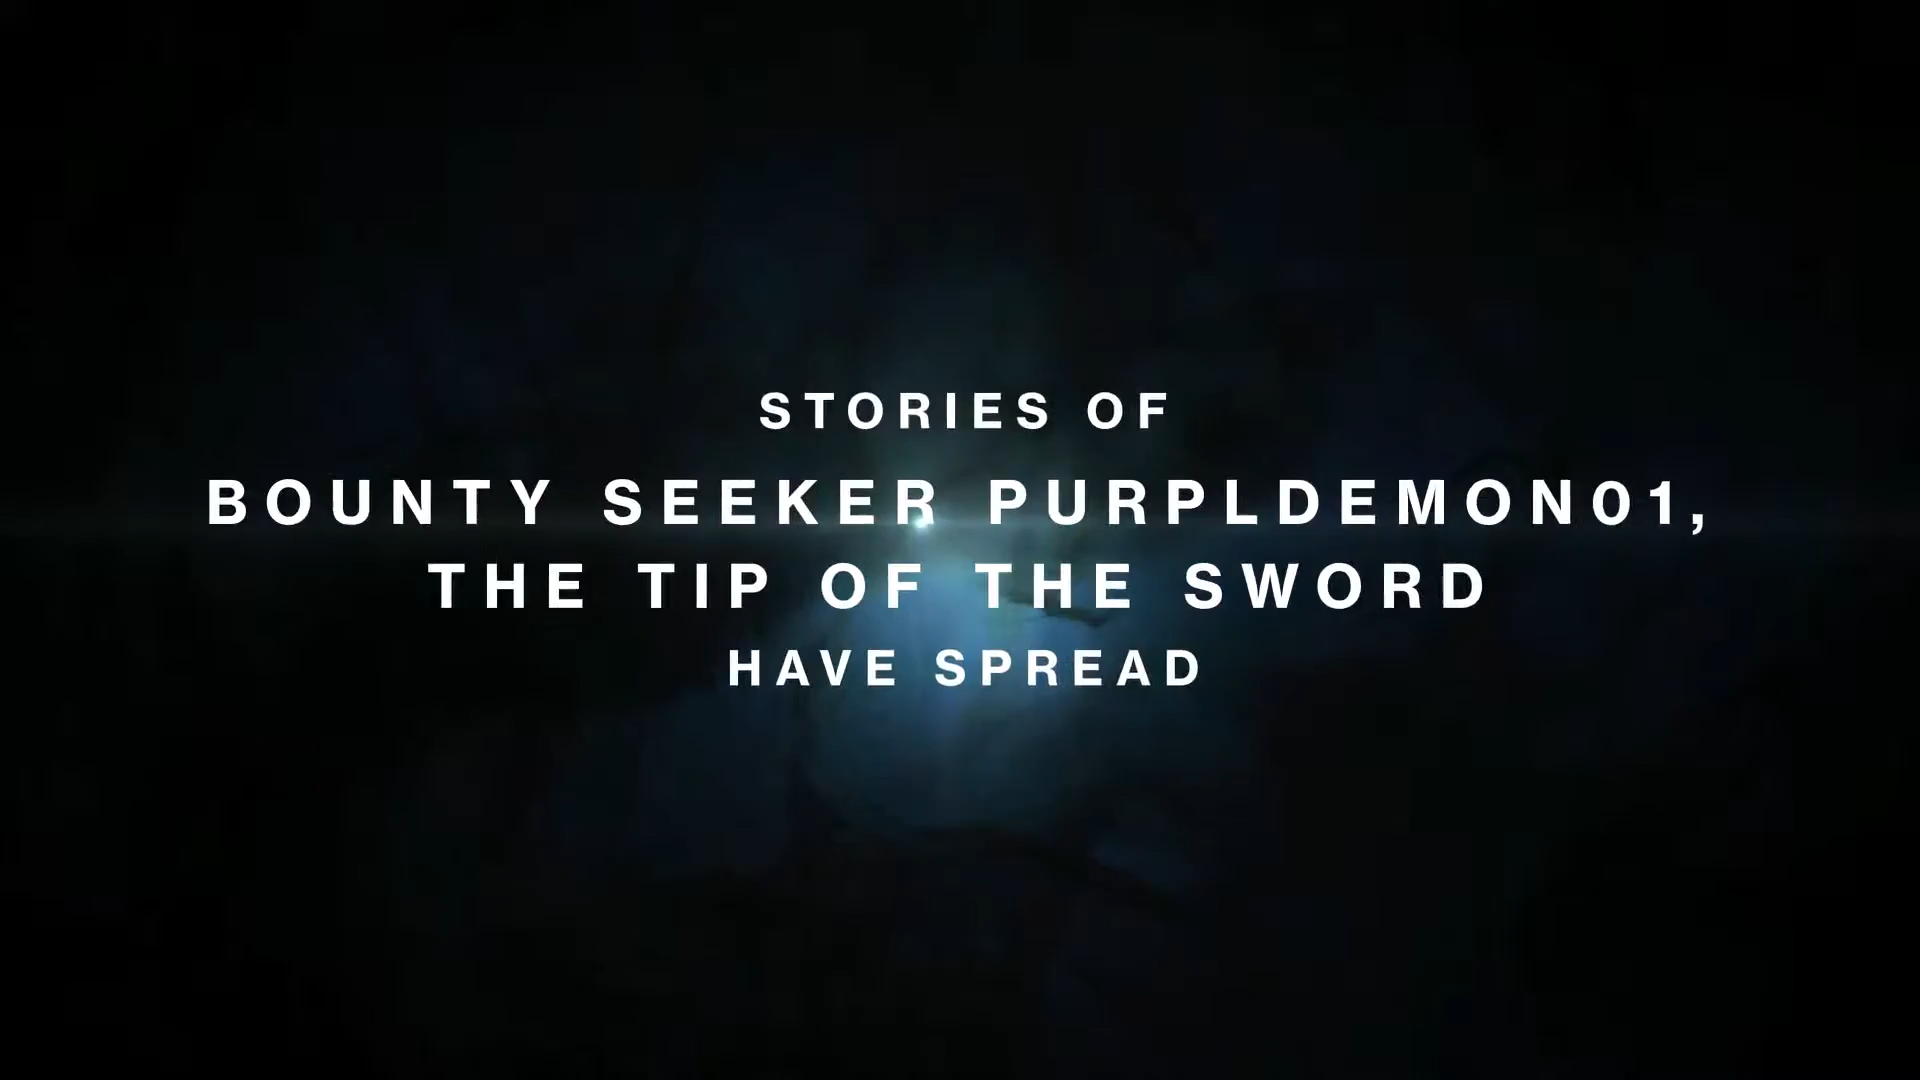 STORIES OF
BOUNTY SEEKER PURPLDEMON01,
THE TIP OF THE SWORD
HAVE SPREAD